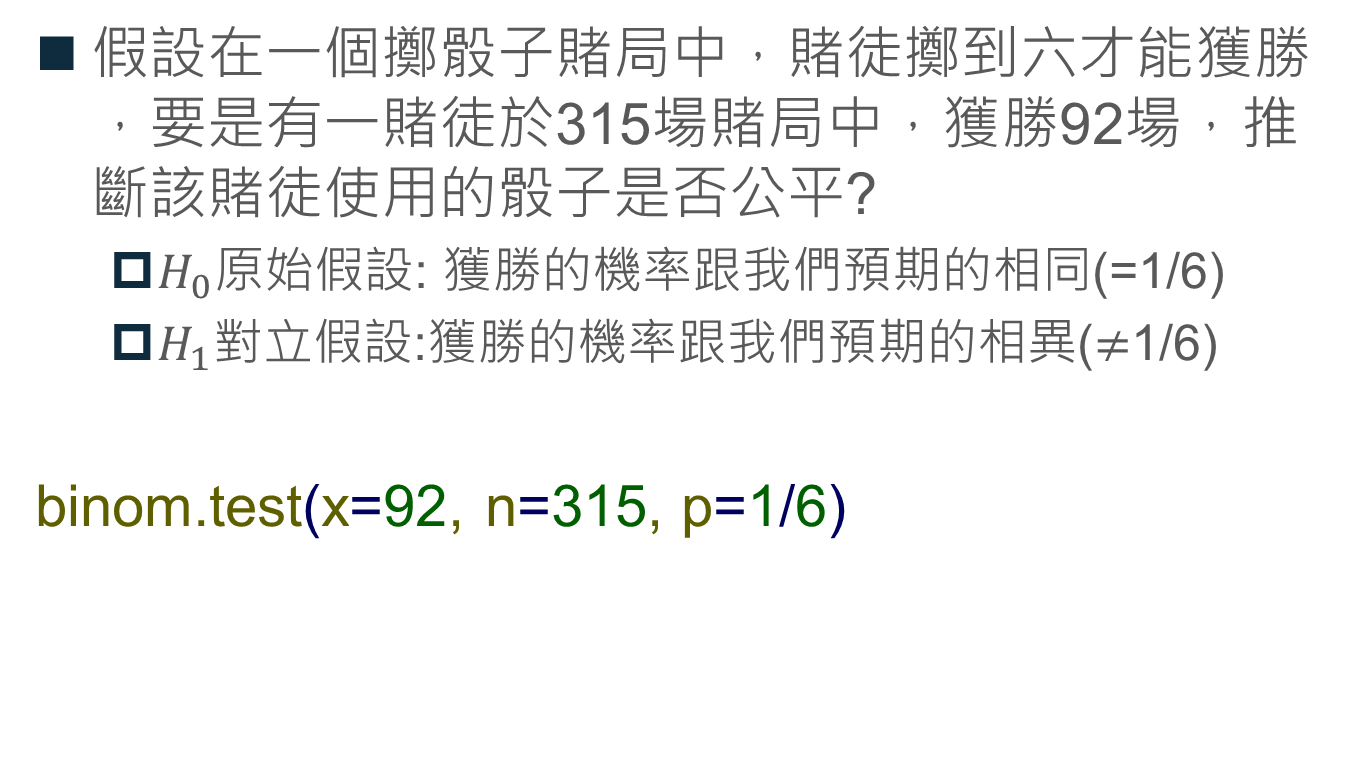 假設在一個擲骰子賭局中，賭徒擲到六才能獲勝
，要是有一賭徒於315場賭局中，獲勝92場，推
斷該賭徒使用的骰子是否公平?
H₀原始假設: 獲勝的機率跟我們預期的相同(=1/6)
H₁對立假設:獲勝的機率跟我們預期的相異(≠1/6)
binom.test(x=92, n=315, p=1/6)